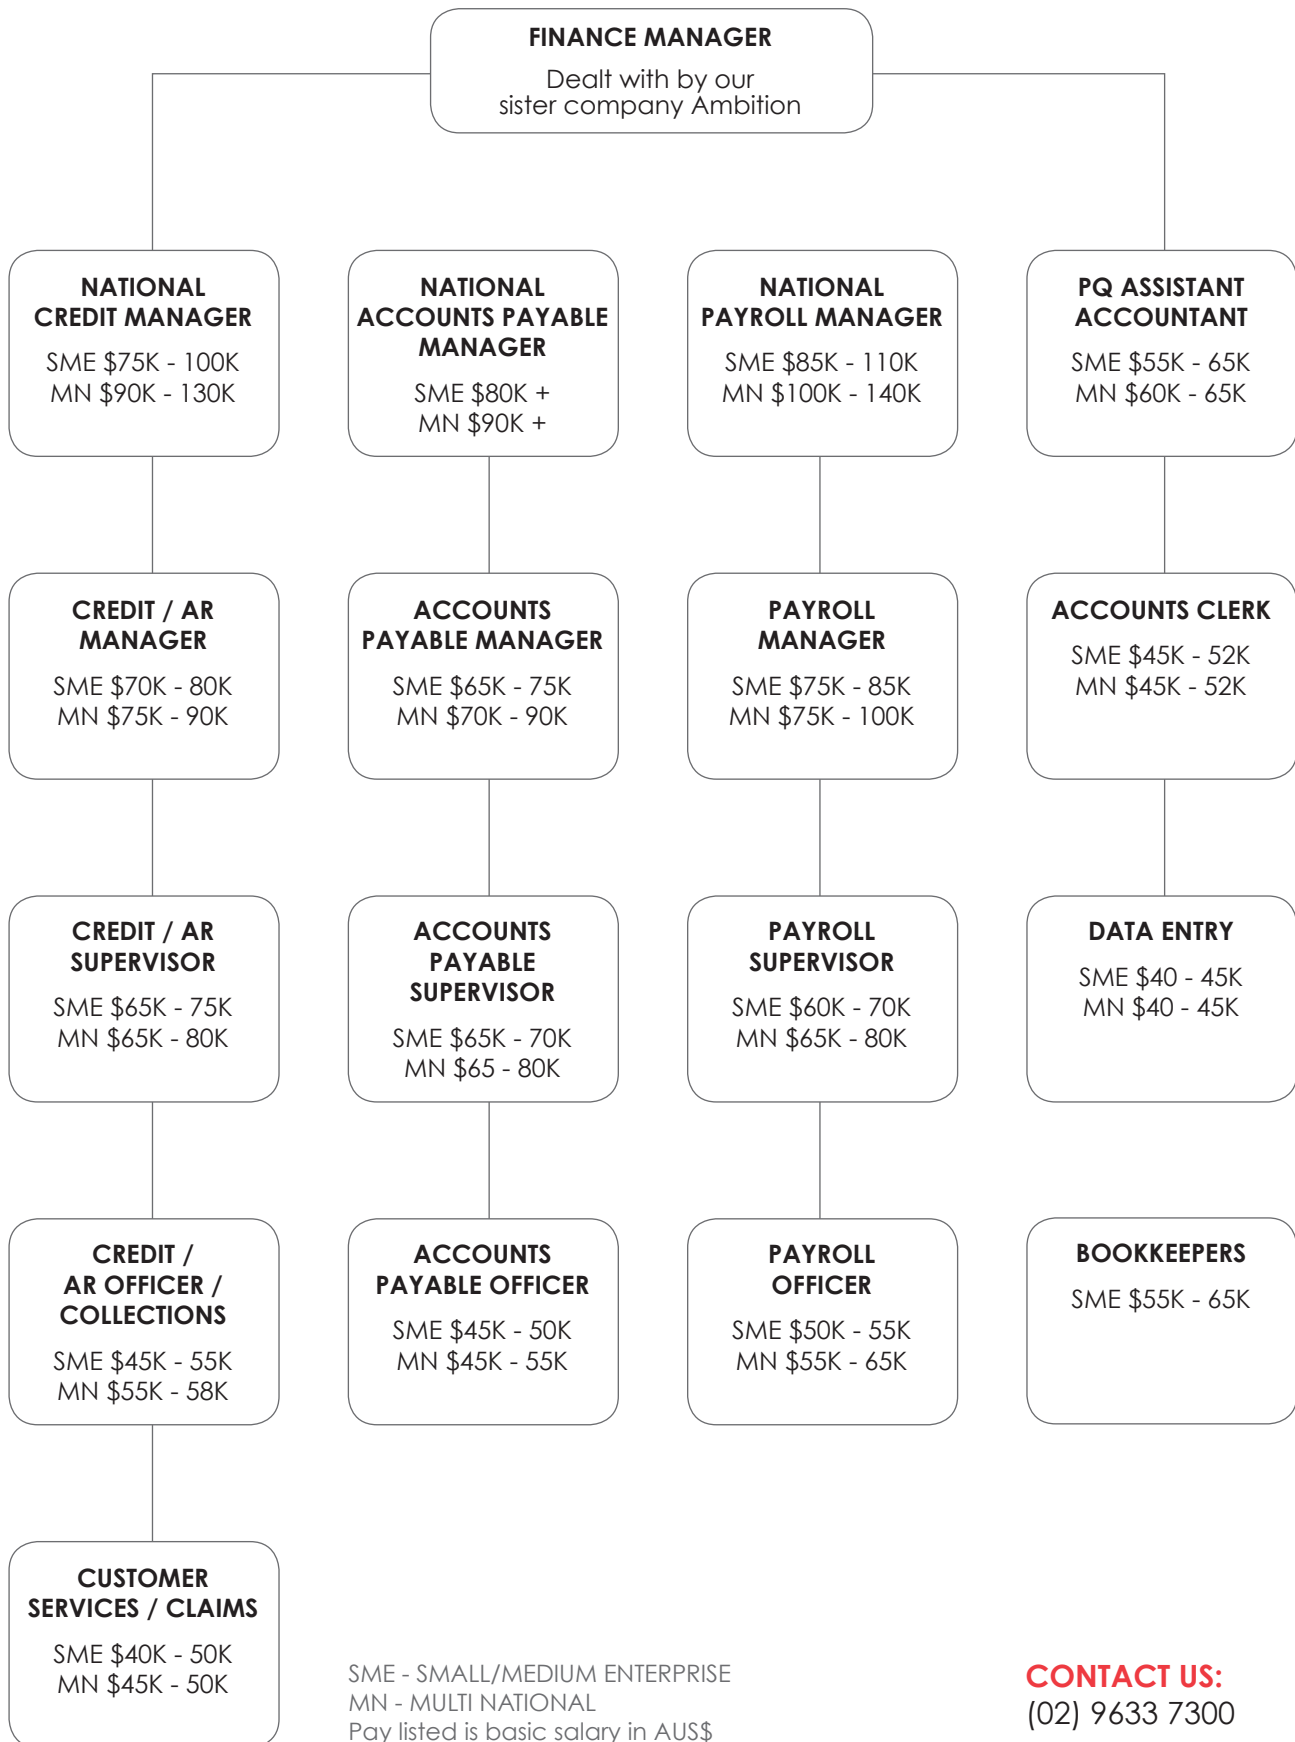 FINANCE MANAGER
Dealt with by our
sister company Ambition
NATIONAL
CREDIT MANAGER
SME $75K - 100K
MN $90K - 130K
NATIONAL
ACCOUNTS PAYABLE
MANAGER
SME $80K +
MN $90K +
NATIONAL
PAYROLL MANAGER
SME $85K - 110K
MN $100K - 140K
PQ ASSISTANT
ACCOUNTANT
SME $55K - 65K
MN $60K - 65K
CREDIT / AR
MANAGER
SME $70K - 80K
MN $75K - 90K
ACCOUNTS
PAYABLE MANAGER
SME $65K - 75K
MN $70K - 90K
PAYROLL
MANAGER
SME $75K - 85K
MN $75K - 100K
ACCOUNTS CLERK
SME $45K - 52K
MN $45K - 52K
CREDIT / AR
SUPERVISOR
SME $65K - 75K
MN $65K - 80K
ACCOUNTS
PAYABLE
SUPERVISOR
SME $65K - 70K
MN $65 - 80K
PAYROLL
SUPERVISOR
SME $60K - 70K
MN $65K - 80K
DATA ENTRY
SME $40 - 45K
MN $40 - 45K
CREDIT /
AR OFFICER /
COLLECTIONS
SME $45K - 55K
MN $55K - 58K
ACCOUNTS
PAYABLE OFFICER
SME $45K - 50K
MN $45K - 55K
PAYROLL
OFFICER
SME $50K - 55K
MN $55K - 65K
BOOKKEEPERS
SME $55K - 65K
CUSTOMER
SERVICES / CLAIMS
SME $40K - 50K
MN $45K - 50K
SME - SMALL/MEDIUM ENTERPRISE
MN - MULTI NATIONAL
Pay listed is basic salary in AUS$
CONTACT US:
(02) 9633 7300